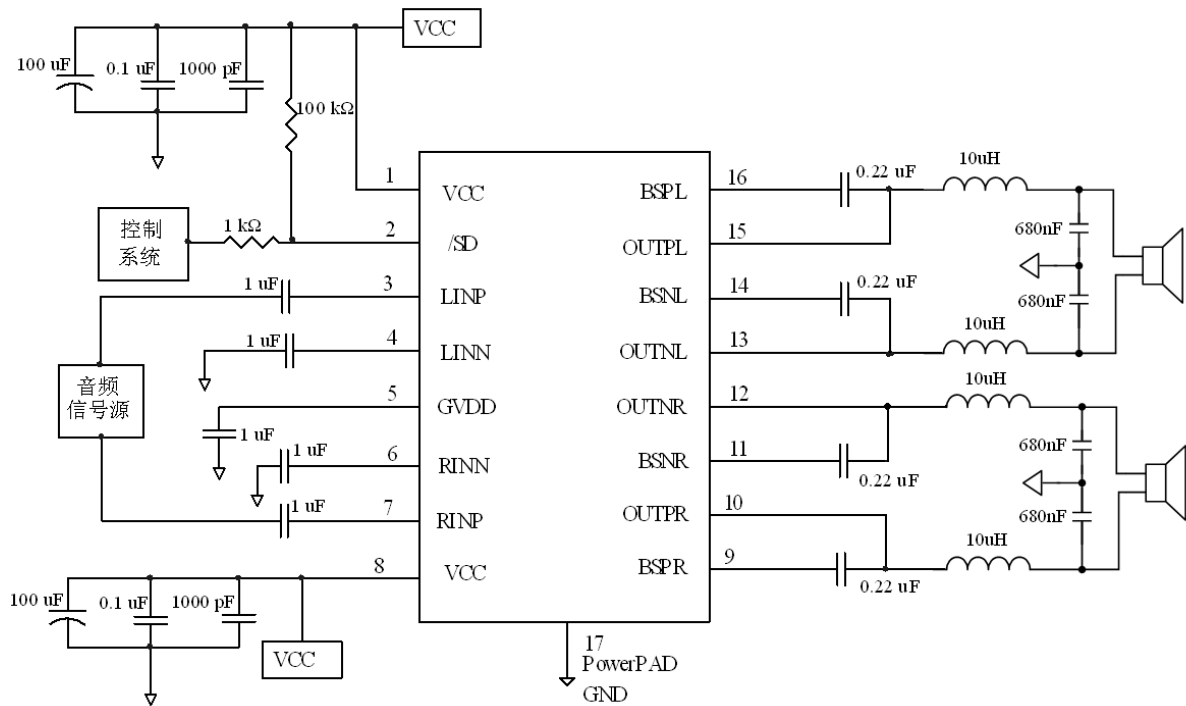 VCC
100 uF
0.1 uF
1000 pF
100 kΩ
1
VCC
控制
系统
1 kΩ
2
/SD
1 uF
3
LINP
1 uF
4
LINN
音频
信号源
5
GVDD
1 uF
6
RINN
1 uF
7
RINP
1 uF
8
VCC
100 uF
0.1 uF
1000 pF
VCC
17
PowerPAD
GND
BSPL
16
0.22 uF
10uH
OUTPL
15
680nF
BSNL
14
0.22 uF
680nF
OUTNL
13
10uH
OUTNR
12
10uH
BSNR
11
0.22 uF
680nF
OUTPR
10
680nF
BSPR
9
0.22 uF
10uH